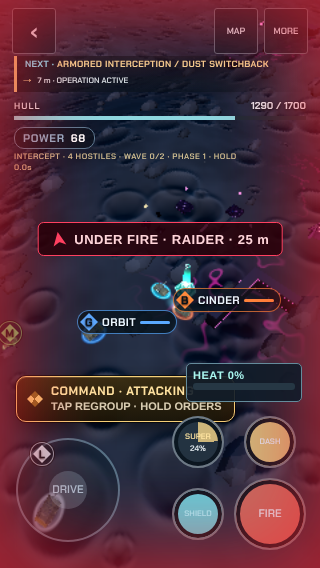 MAP
MORE
NEXT · ARMORED INTERCEPTION / DUST SWITCHBACK
→ 7 m · OPERATION ACTIVE
HULL
1290 / 1700
POWER 68
INTERCEPT · 4 HOSTILES · WAVE 0/2 · PHASE 1 · HOLD
0.0s
UNDER FIRE · RAIDER · 25 m
B CINDER
G ORBIT
M
HEAT 0%
COMMAND · ATTACKIN
TAP REGROUP · HOLD ORDERS
SUPER
24%
DASH
L
DRIVE
SHIELD
FIRE